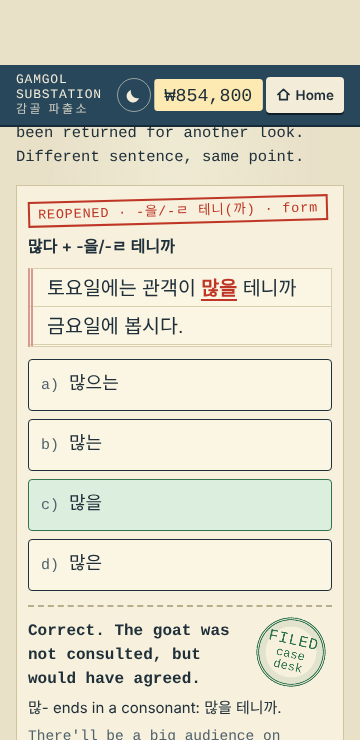 GAMGOL
SUBSTATION
감골 파출소
₩854,800
Home
been returned for another look.
Different sentence, same point.
REOPENED · -을/-ㄹ 테니(까) · form
많다 + -을/-ㄹ 테니까
토요일에는 관객이 많을 테니까
금요일에 봅시다.
a) 많으는
b) 많는
c) 많을
d) 많은
Correct. The goat was
not consulted, but
would have agreed.
FILED
case
desk
많- ends in a consonant: 많을 테니까.
There'll be a big audience on